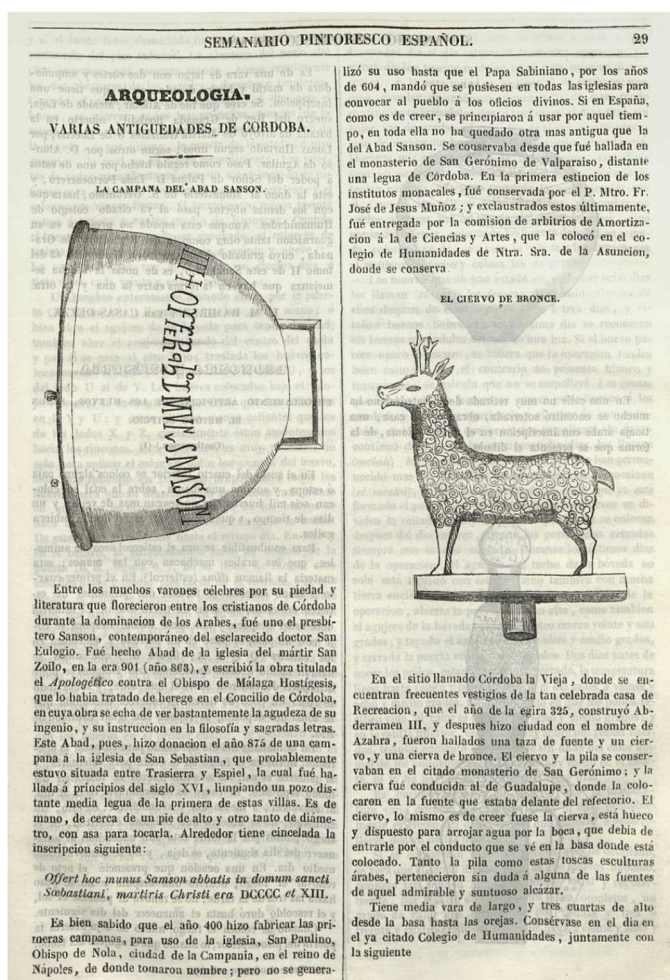 SEMANARIO PINTORESCO ESPAÑOL.
29
ARQUEOLOGIA.
VARIAS ANTIGUEDADES DE CORDOBA.
LA CAMPANA DEL ABAD SANSON.
Entre los muchos varones célebres por su piedad y
literatura que florecieron entre los cristianos de Córdoba
durante la dominacion de los Arabes, fué uno el presbí-
tero Sanson, contemporáneo del esclarecido doctor San
Eulogio. Fué hecho Abad de la iglesia del mártir San
Zoilo, en la era 901 (año 863), y escribió la obra titulada
el Apologético contra el Obispo de Málaga Hostígesis,
que lo habia tratado de herege en el Concilio de Córdoba,
en cuya obra se echa de ver bastantemente la agudeza de su
ingenio, y su instruccion en la filosofía y sagradas letras.
Este Abad, pues, hizo donacion el año 875 de una cam-
pana á la iglesia de San Sebastian, que probablemente
estuvo situada entre Trasierra y Espiel, la cual fué ha-
llada á principios del siglo XVI, limpiando un pozo dis-
tante media legua de la primera de estas villas. Es de
mano, de cerca de un pie de alto y otro tanto de diáme-
tro, con asa para tocarla. Alrededor tiene cincelada la
inscripcion siguiente:
Offert hoc munus Samson abbatis in domum sancti
Sœbastiani, martiris Christi era DCCCC et XIII.
Es bien sabido que el año 400 hizo fabricar las pri-
meras campanas, para uso de la iglesia, San Paulino,
Obispo de Nola, ciudad de la Campania, en el reino de
Nápoles, de donde tomaron nombre; pero no se genera-
lizó su uso hasta que el Papa Sabiniano, por los años
de 604, mandó que se pusiesen en todas las iglesias para
convocar al pueblo á los oficios divinos. Si en España,
como es de creer, se principiaron á usar por aquel tiem-
po, en toda ella no ha quedado otra mas antigua que la
del Abad Sanson. Se conservaba desde que fué hallada en
el monasterio de San Gerónimo de Valparaiso, distante
una legua de Córdoba. En la primera estincion de los
institutos monacales, fué conservada por el P. Mtro. Fr.
José de Jesus Muñoz; y exclaustrados estos últimamente,
fué entregada por la comision de arbitrios de Amortiza-
cion á la de Ciencias y Artes, que la colocó en el co-
legio de Humanidades de Ntra. Sra. de la Asuncion,
donde se conserva
EL CIERVO DE BRONCE.
En el sitio llamado Córdoba la Vieja, donde se en-
cuentran frecuentes vestigios de la tan celebrada casa de
Recreacion, que el año de la egira 325, construyó Ab-
derramen III, y despues hizo ciudad con el nombre de
Azahra, fueron hallados una taza de fuente y un cier-
vo, y una cierva de bronce. El ciervo y la pila se conser-
vaban en el citado monasterio de San Gerónimo; y la
cierva fué conducida al de Guadalupe, donde la colo-
caron en la fuente que estaba delante del refectorio. El
ciervo, lo mismo es de creer fuese la cierva, está hueco
y dispuesto para arrojar agua por la boca, que debia de
entrarle por el conducto que se vé en la basa donde está
colocado. Tanto la pila como estas toscas esculturas
árabes, pertenecieron sin duda á alguna de las fuentes
de aquel admirable y suntuoso alcázar.
Tiene media vara de largo, y tres cuartas de alto
desde la basa hasta las orejas. Consérvase en el dia en
el ya citado Colegio de Humanidades, juntamente con
la siguiente